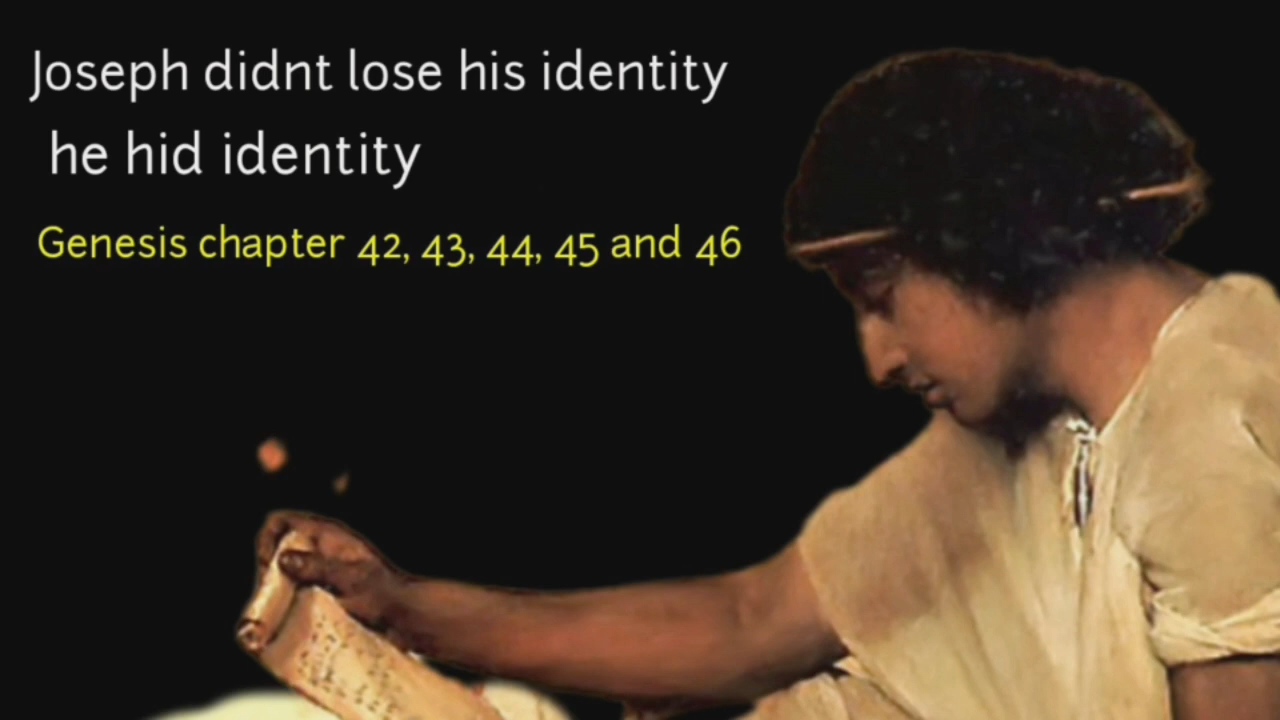 Joseph didnt lose his identity
he hid identity
Genesis chapter 42, 43, 44, 45 and 46